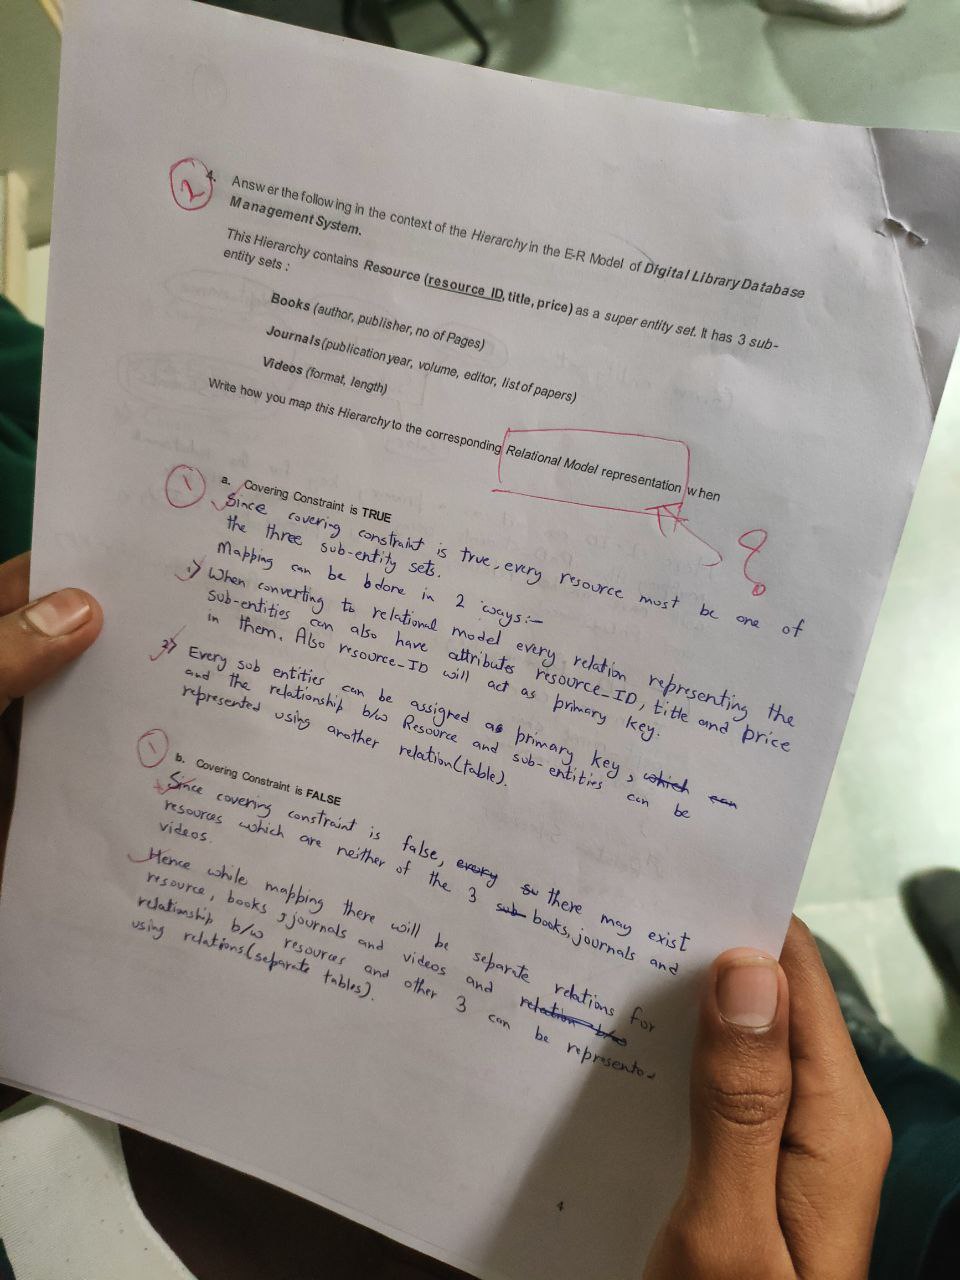 2
4. Answer the following in the context of the Hierarchy in the E-R Model of Digital Library Database
Management System.
This Hierarchy contains Resource (resource_ID, title, price) as a super entity set. It has 3 sub-
entity sets :
Books (author, publisher, no of Pages)
Journals (publication year, volume, editor, list of papers)
Videos (format, length)
Write how you map this Hierarchy to the corresponding Relational Model representation when
?
1
a. Covering Constraint is TRUE
Since covering constraint is true, every resource must be one of
the three sub-entity sets.
Mapping can be bdone in 2 ways:-
1) When converting to relational model every relation representing the
sub-entities can also have attributes resource-ID, title and price
in them. Also resource-ID will act as primary key.
2) Every sub entities can be assigned as primary key, which can
and the relationship b/w Resource and sub-entities can be
represented using another relation(table).
1
b. Covering Constraint is FALSE
Since covering constraint is false, every su there may exist
resources which are neither of the 3 sub books, journals and
videos.
Hence while mapping there will be separate relations for
resource, books, journals and videos and relation b/w
relationship b/w resources and other 3 can be represented
using relations(separate tables).
4